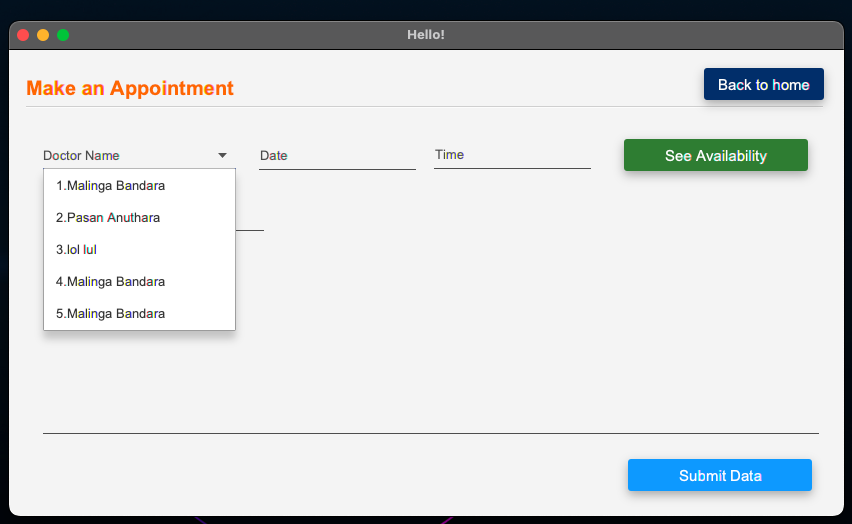 Hello!
Make an Appointment
Back to home
Doctor Name
Date
Time
See Availability
1.Malinga Bandara
2.Pasan Anuthara
3.lol lul
4.Malinga Bandara
5.Malinga Bandara
Submit Data